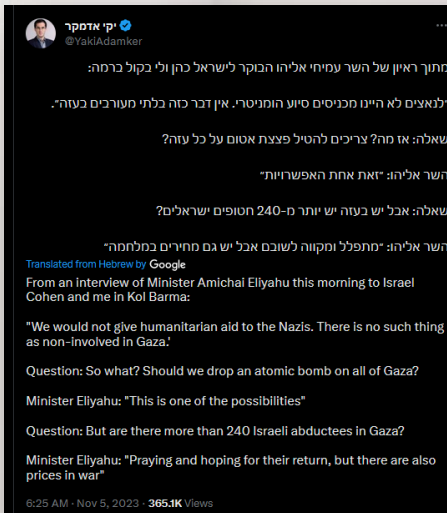 יקי אדמקר
@YakiAdamker
מתוך ראיון של השר עמיחי אליהו הבוקר לישראל כהן ולי בקול ברמה:
"לנאצים לא היינו מכניסים סיוע הומניטרי. אין דבר כזה בלתי מעורבים בעזה".
שאלה: אז מה? צריכים להטיל פצצת אטום על כל עזה?
השר אליהו: "זאת אחת האפשרויות"
שאלה: אבל יש בעזה יש יותר מ-240 חטופים ישראלים?
השר אליהו: "מתפלל ומקווה לשובם אבל יש גם מחירים במלחמה"
Translated from Hebrew by Google
From an interview of Minister Amichai Eliyahu this morning to Israel
Cohen and me in Kol Barma:
"We would not give humanitarian aid to the Nazis. There is no such thing
as non-involved in Gaza.'
Question: So what? Should we drop an atomic bomb on all of Gaza?
Minister Eliyahu: "This is one of the possibilities"
Question: But are there more than 240 Israeli abductees in Gaza?
Minister Eliyahu: "Praying and hoping for their return, but there are also
prices in war"
6:25 AM · Nov 5, 2023 · 365.1K Views